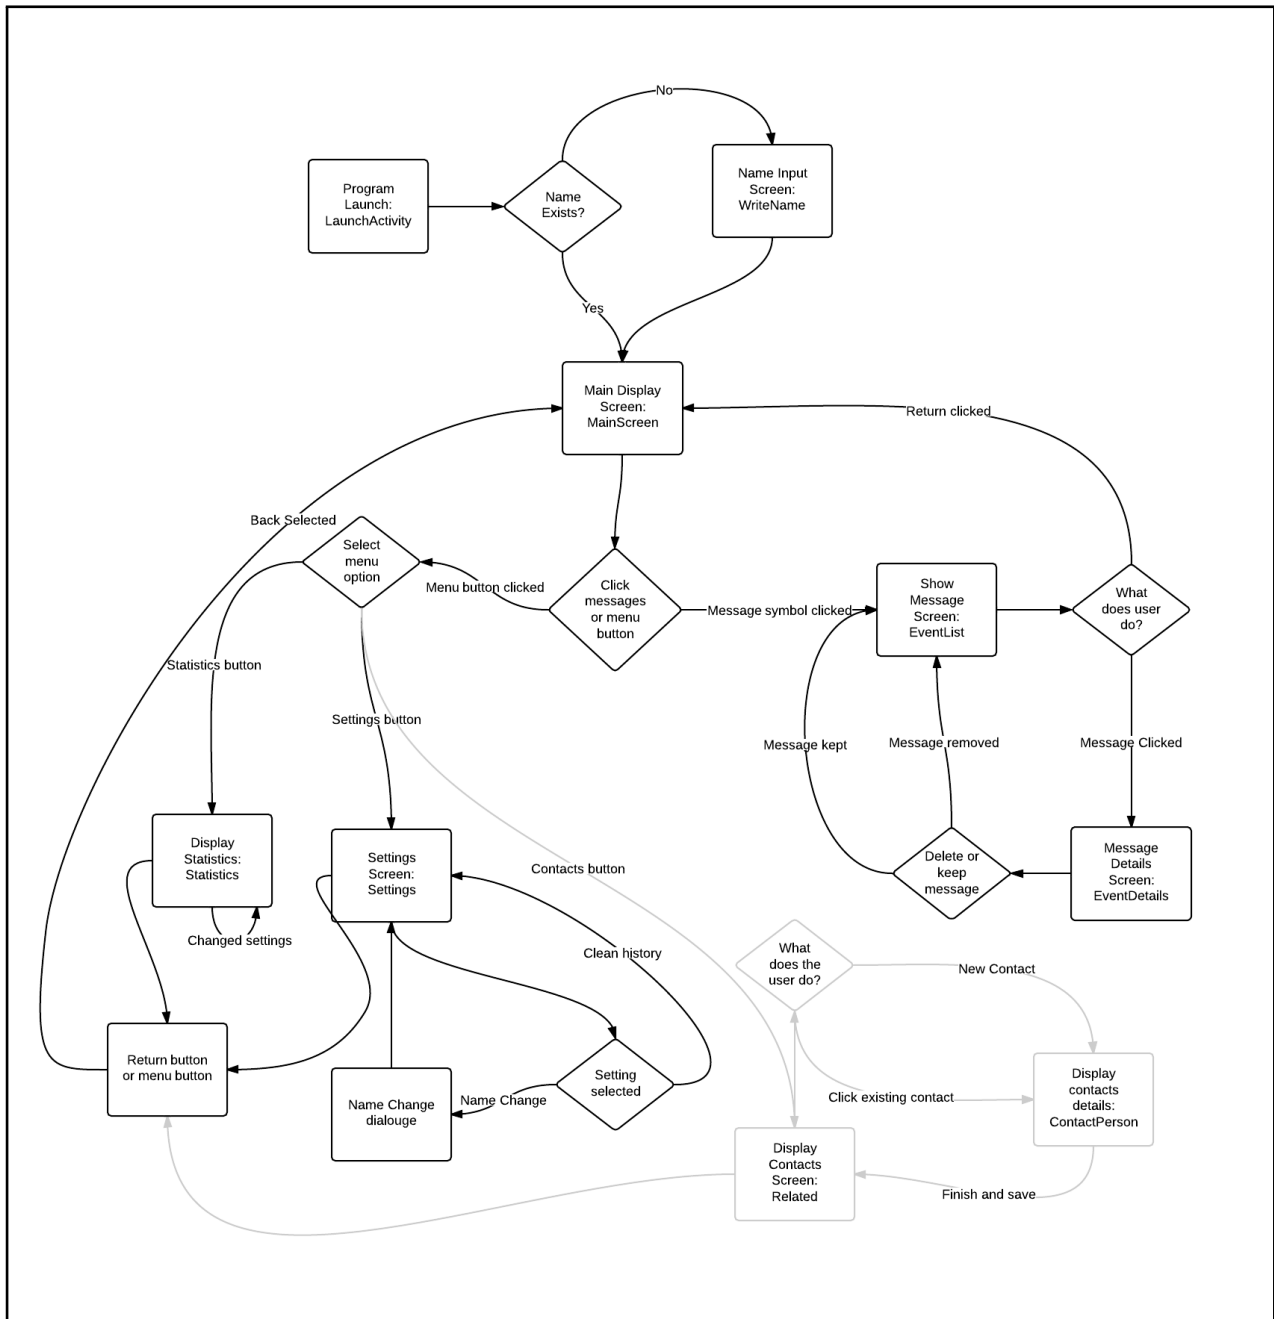 No
Program
Launch:
LaunchActivity
Name
Exists?
Name Input
Screen:
WriteName
Yes
Main Display
Screen:
MainScreen
Return clicked
Back Selected
Select
menu
option
Menu button clicked
Click
messages
or menu
button
Message symbol clicked
Show
Message
Screen:
EventList
What
does user
do?
Statistics button
Settings button
Message kept
Message removed
Message Clicked
Display
Statistics:
Statistics
Changed settings
Settings
Screen:
Settings
Contacts button
Delete or
keep
message
Message
Details
Screen:
EventDetails
Clean history
What
does the
user do?
New Contact
Return button
or menu button
Name Change
dialouge
Name Change
Setting
selected
Click existing contact
Display
contacts
details:
ContactPerson
Display
Contacts
Screen:
Related
Finish and save